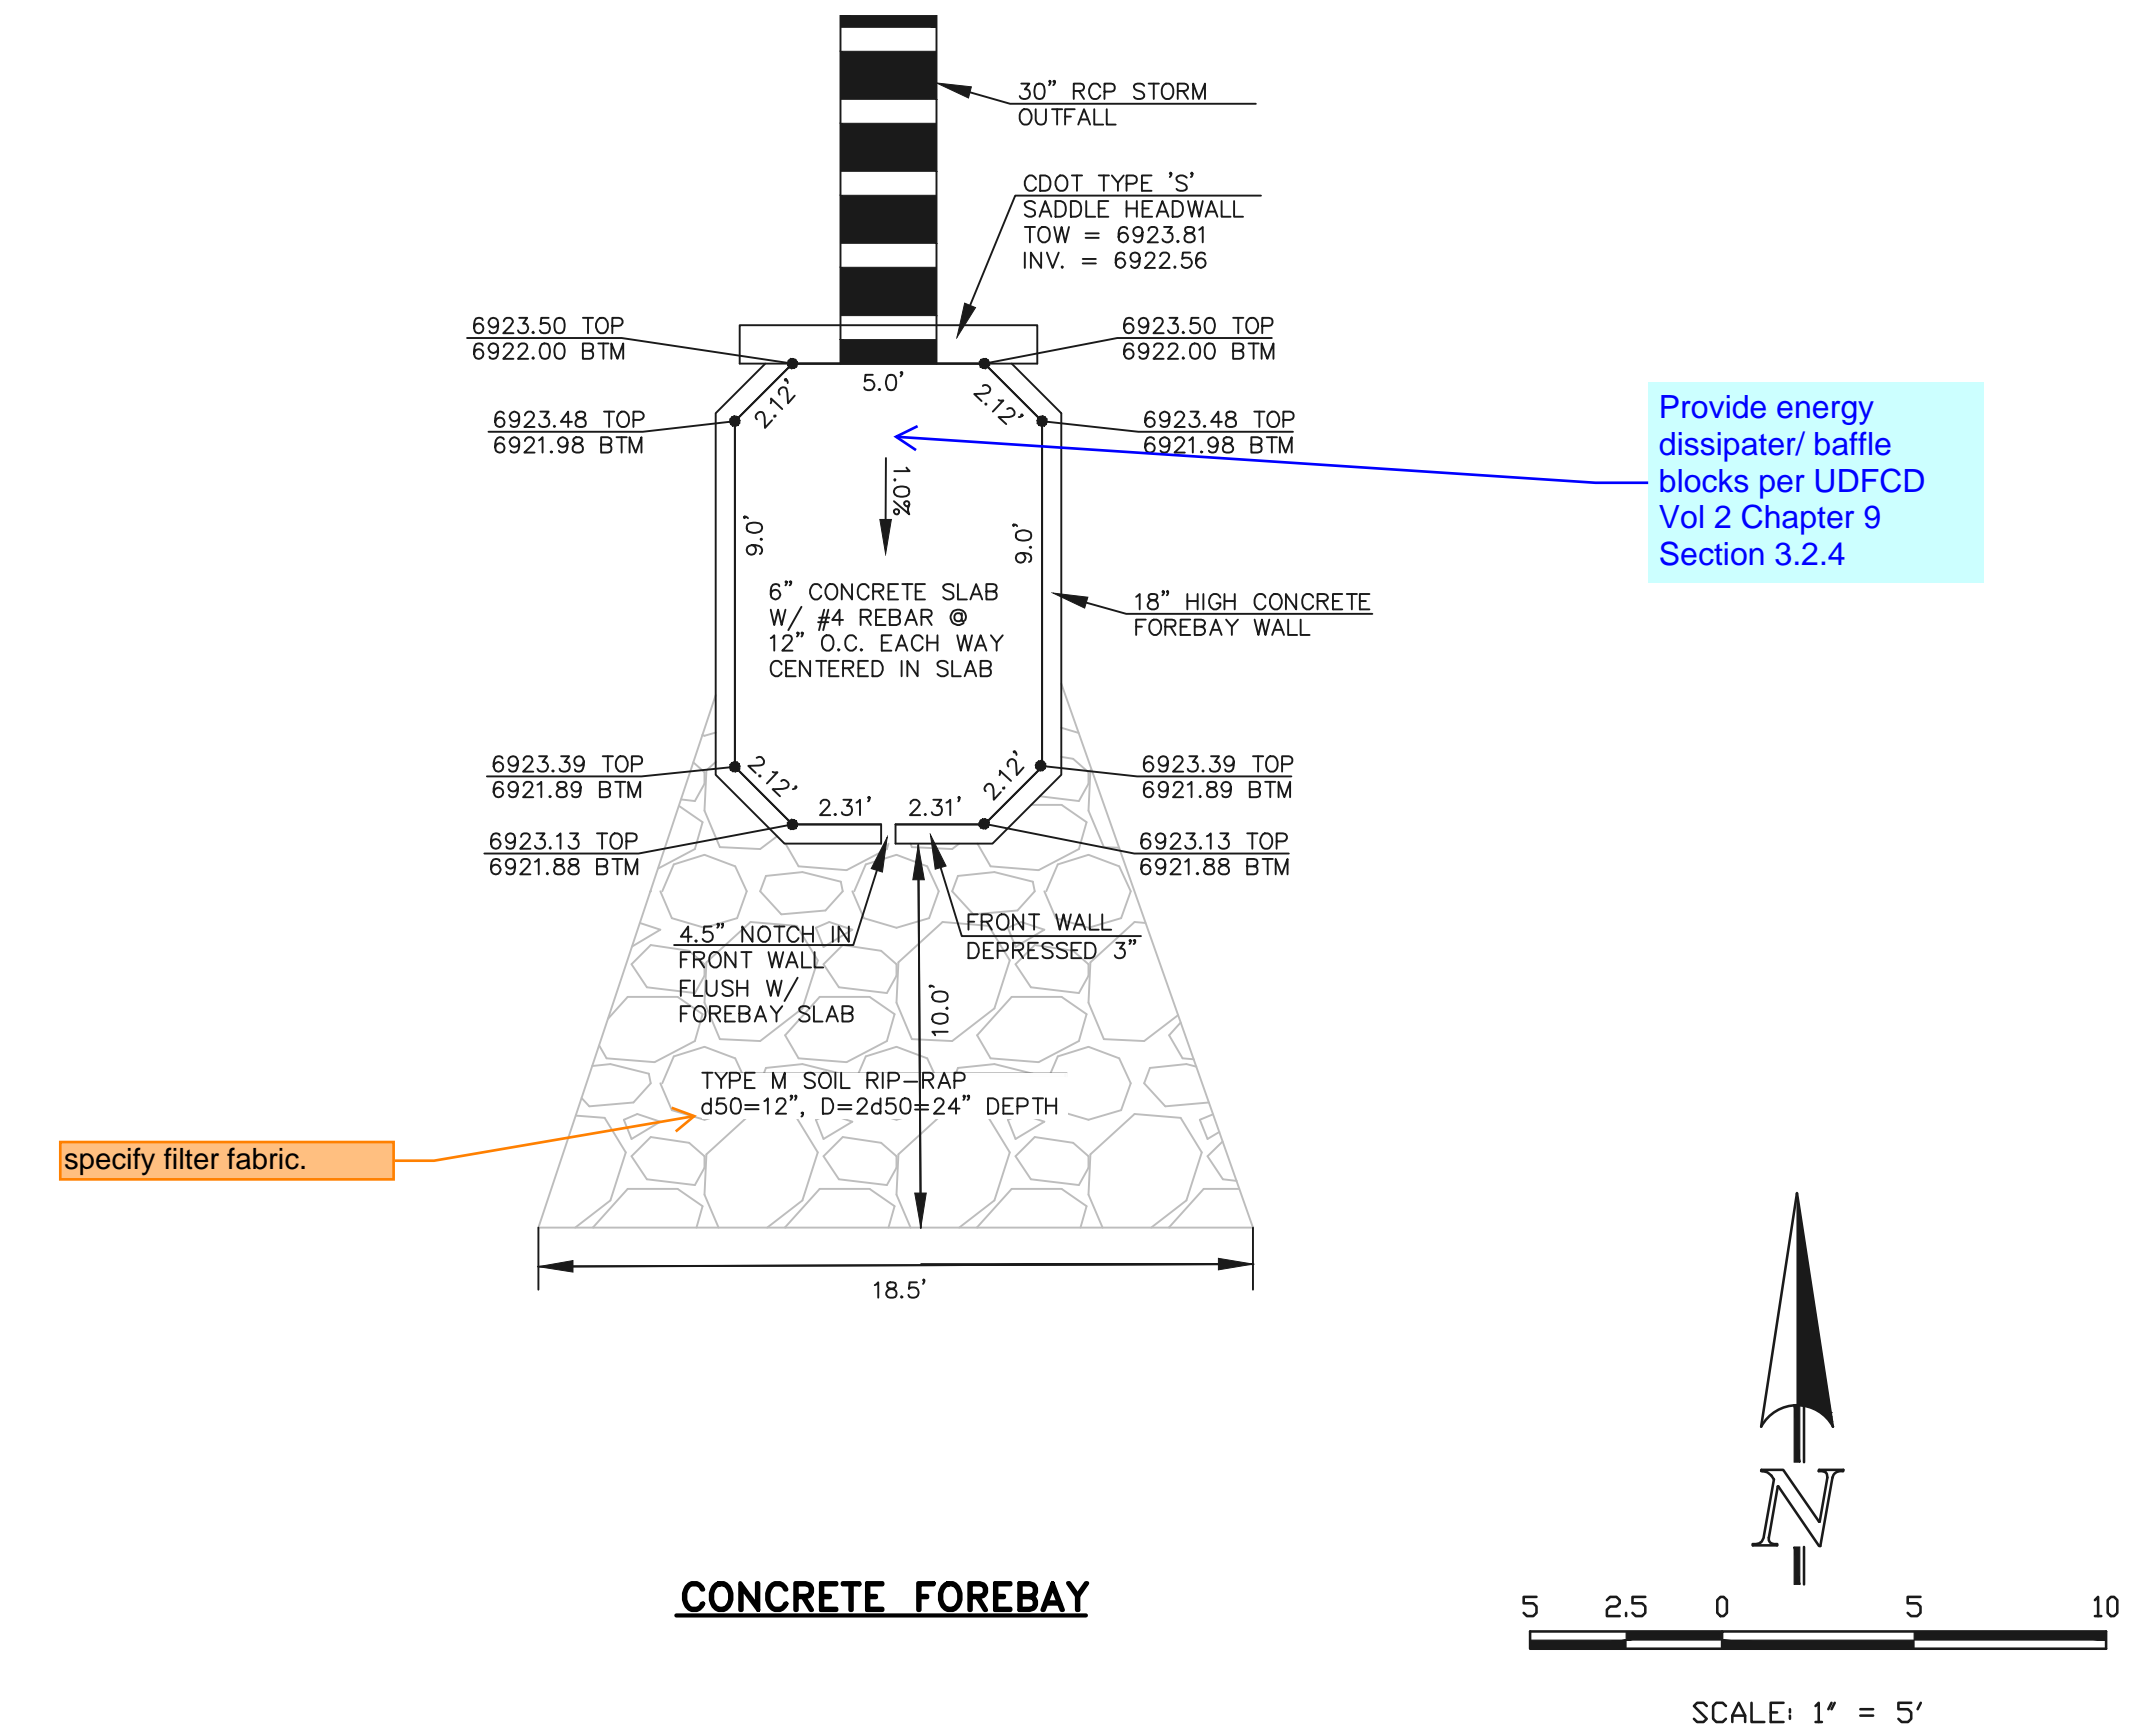 30” RCP STORM
OUTFALL
CDOT TYPE 'S'
SADDLE HEADWALL
TOW = 6923.81
INV. = 6922.56
6923.50 TOP
6922.00 BTM
6923.50 TOP
6922.00 BTM
5.0'
2.12'
2.12'
6923.48 TOP
6921.98 BTM
6923.48 TOP
6921.98 BTM
Provide energy
dissipater/ baffle
blocks per UDFCD
Vol 2 Chapter 9
Section 3.2.4
1.0%
9.0'
9.0'
6” CONCRETE SLAB
W/ #4 REBAR @
12” O.C. EACH WAY
CENTERED IN SLAB
18” HIGH CONCRETE
FOREBAY WALL
6923.39 TOP
6921.89 BTM
6923.39 TOP
6921.89 BTM
2.12'
2.12'
2.31'
2.31'
6923.13 TOP
6921.88 BTM
6923.13 TOP
6921.88 BTM
4.5” NOTCH IN
FRONT WALL
FLUSH W/
FOREBAY SLAB
FRONT WALL
DEPRESSED 3”
10.0'
TYPE M SOIL RIP-RAP
d50=12”, D=2d50=24” DEPTH
specify filter fabric.
18.5'
N
CONCRETE FOREBAY
5 2.5 0 5 10
SCALE: 1” = 5'